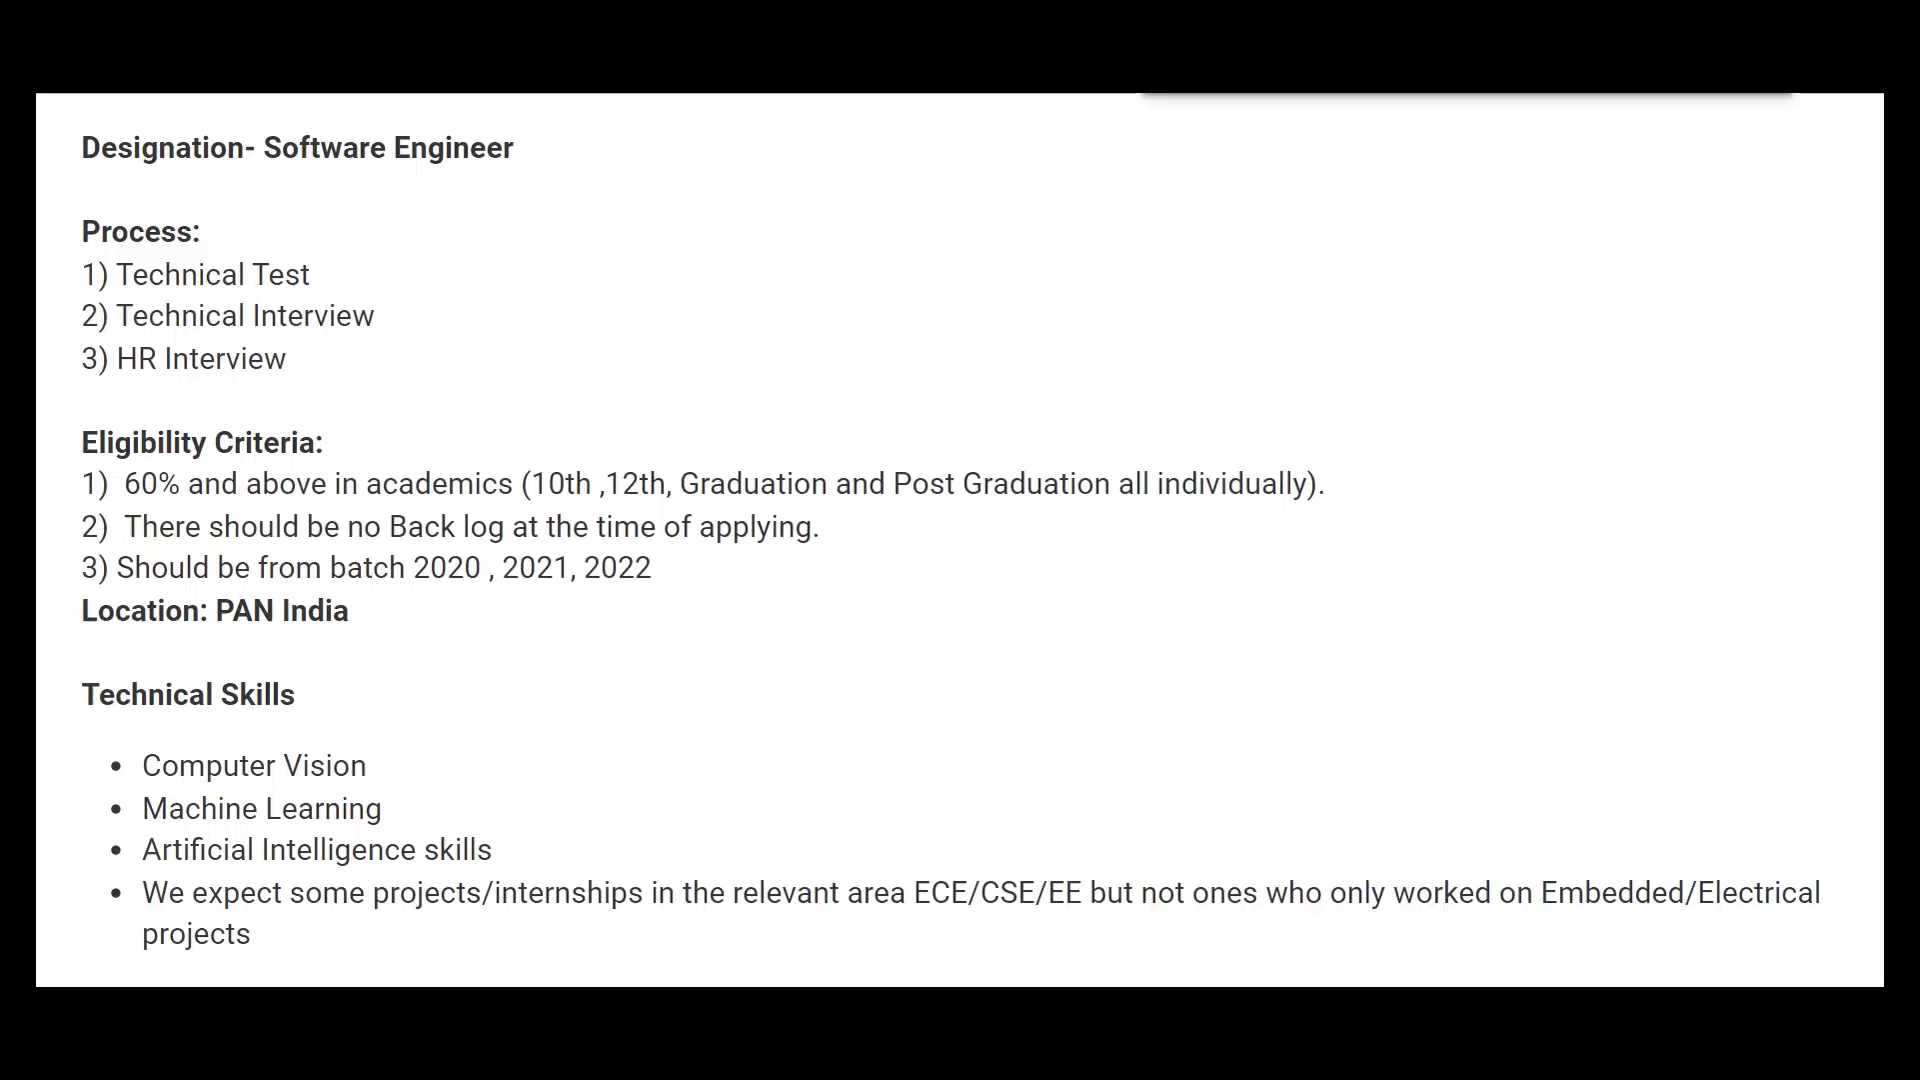 Designation- Software Engineer
Process:
1) Technical Test
2) Technical Interview
3) HR Interview
Eligibility Criteria:
1)  60% and above in academics (10th ,12th, Graduation and Post Graduation all individually).
2)  There should be no Back log at the time of applying.
3) Should be from batch 2020 , 2021, 2022
Location: PAN India
Technical Skills
• Computer Vision
• Machine Learning
• Artificial Intelligence skills
• We expect some projects/internships in the relevant area ECE/CSE/EE but not ones who only worked on Embedded/Electrical
projects